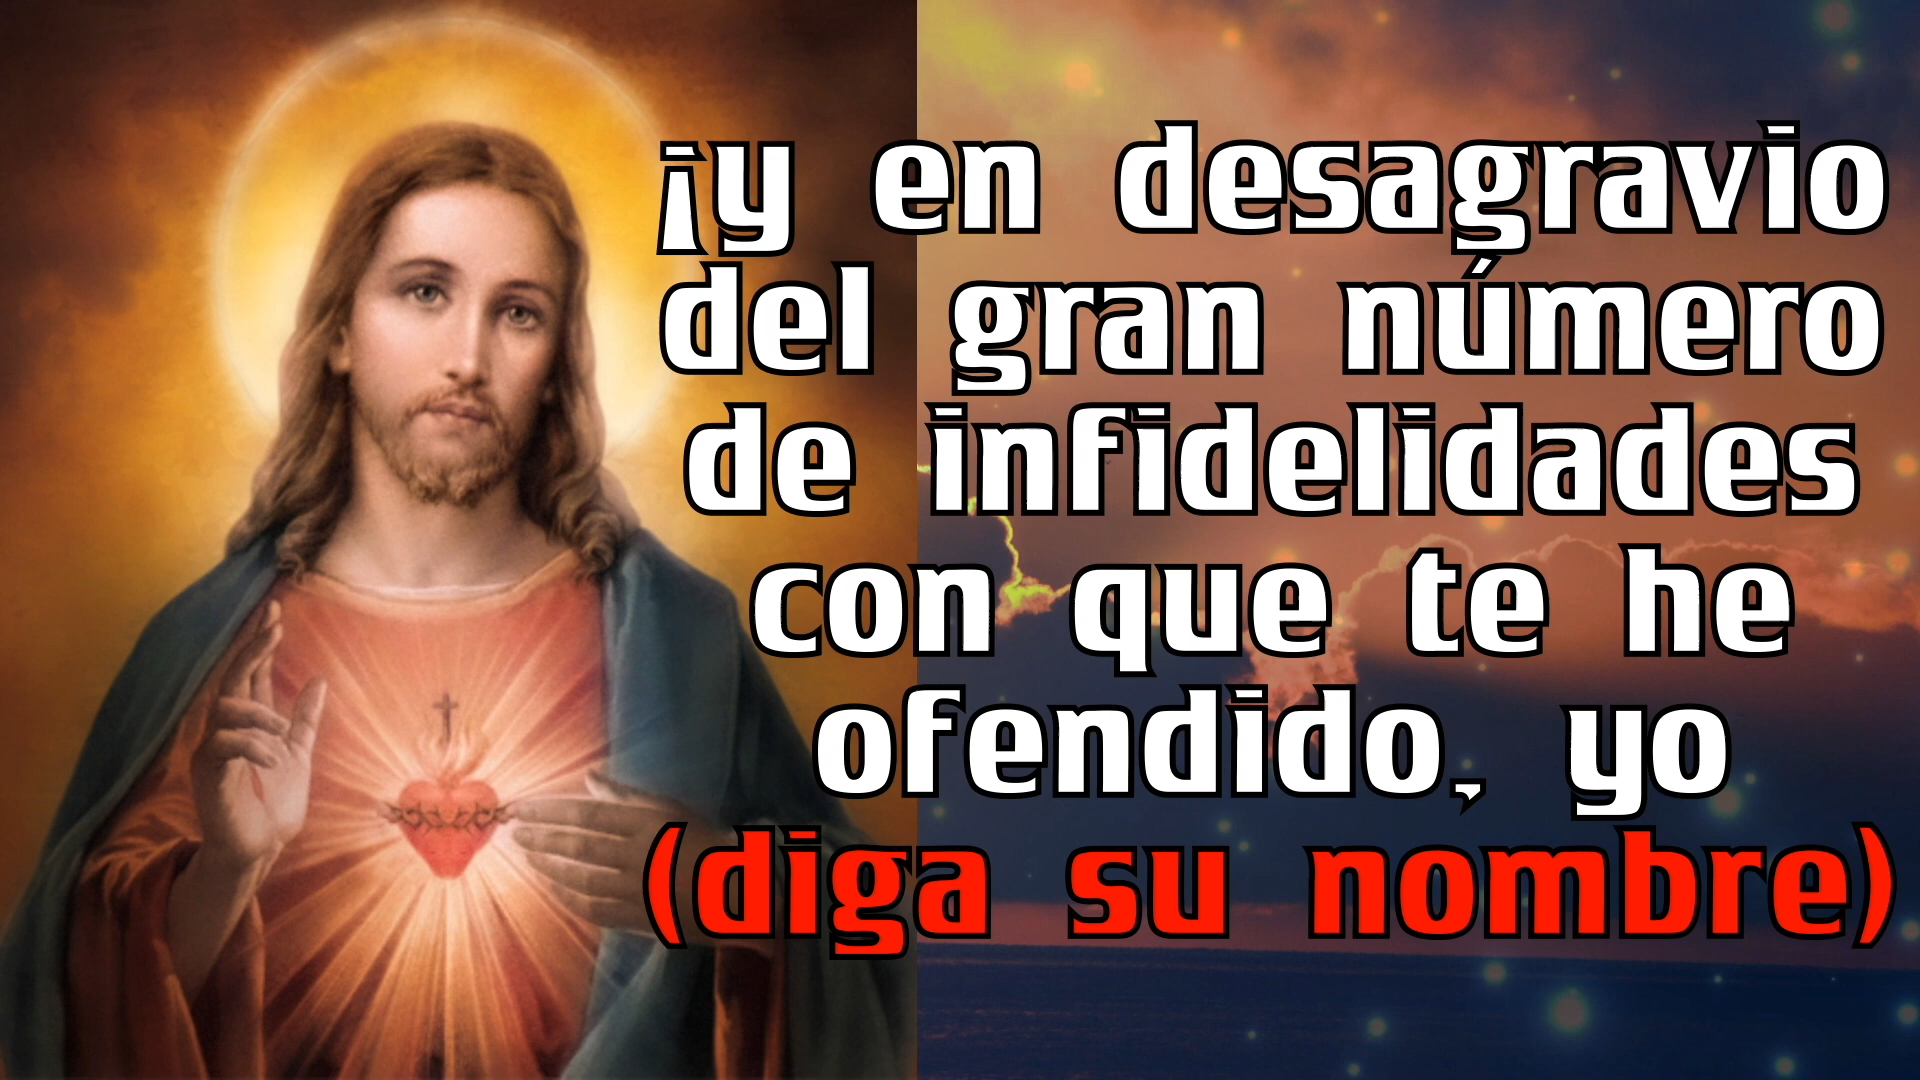 ¡y en desagravio
del gran número
de infidelidades
con que te he
ofendido, yo
(diga su nombre)